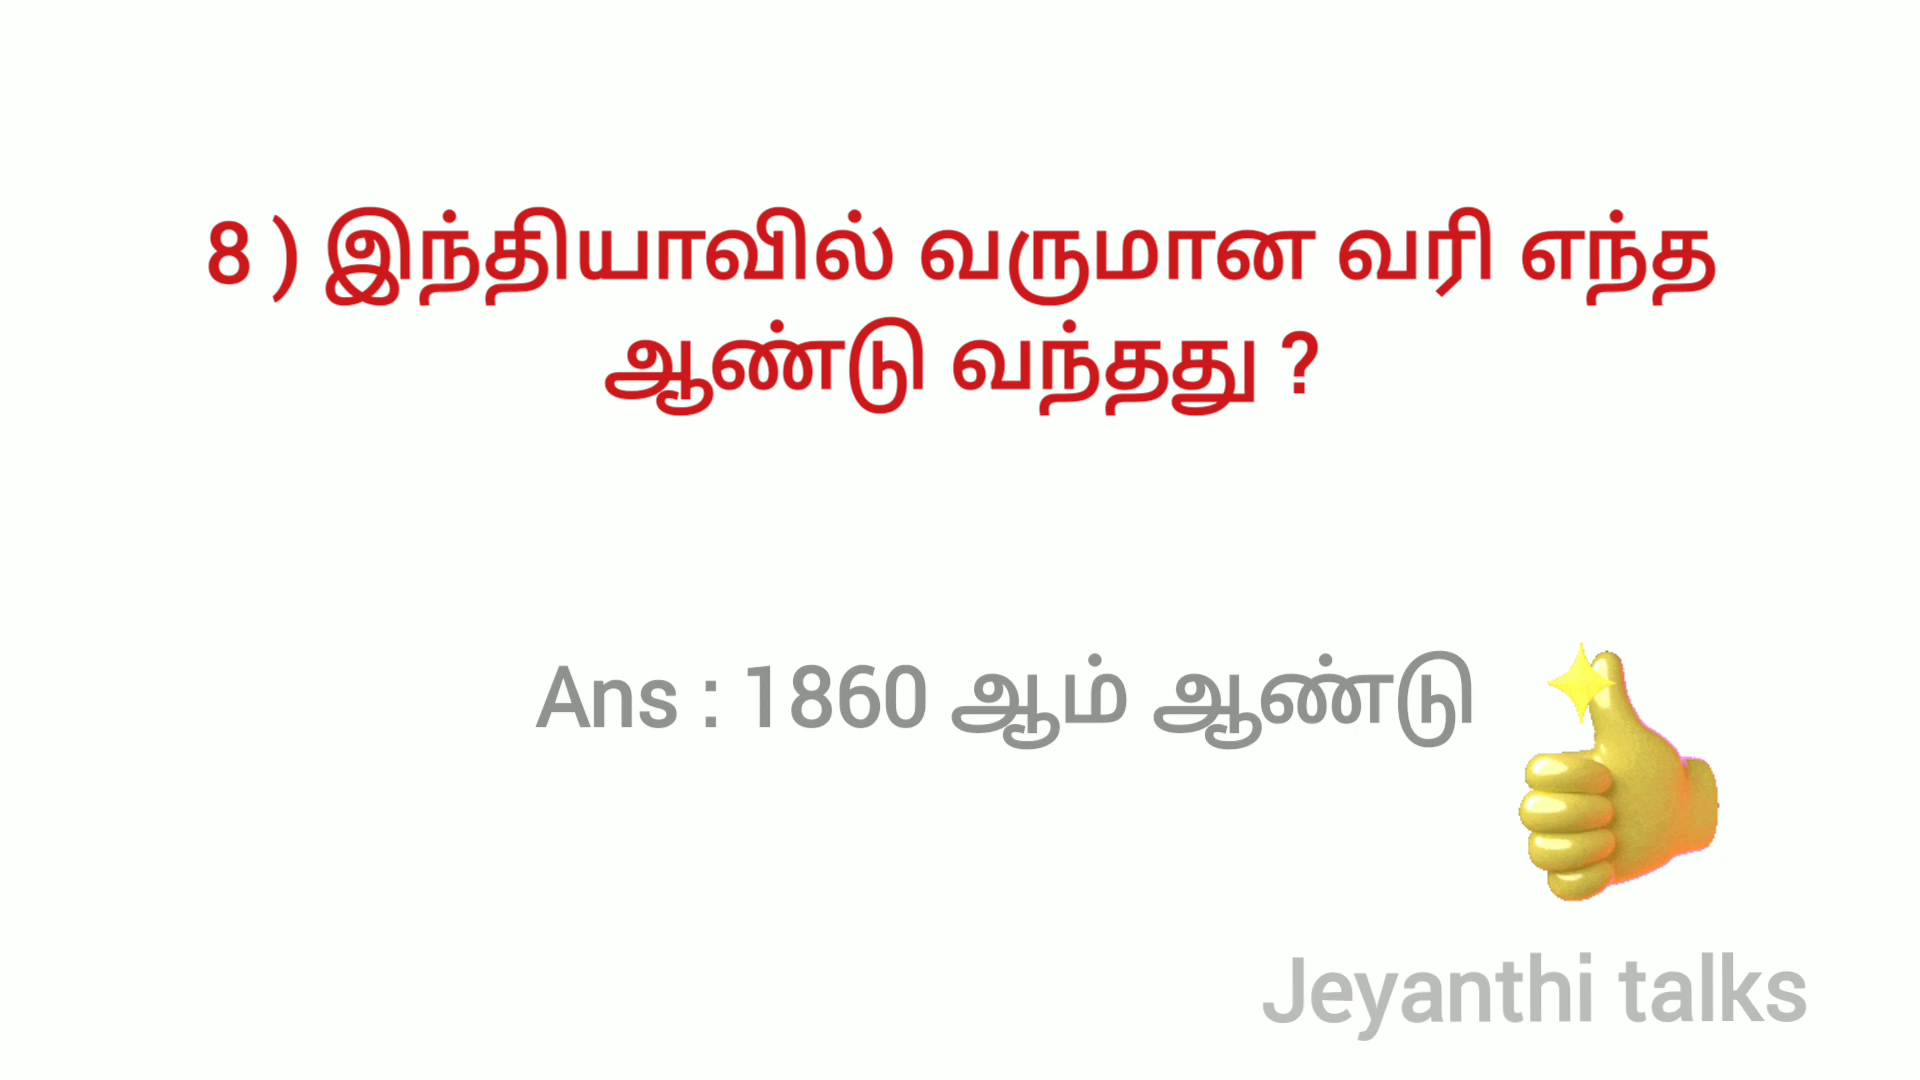 8 ) இந்தியாவில் வருமான வரி எந்த
ஆண்டு வந்தது ?
Ans : 1860 ஆம் ஆண்டு
Jeyanthi talks